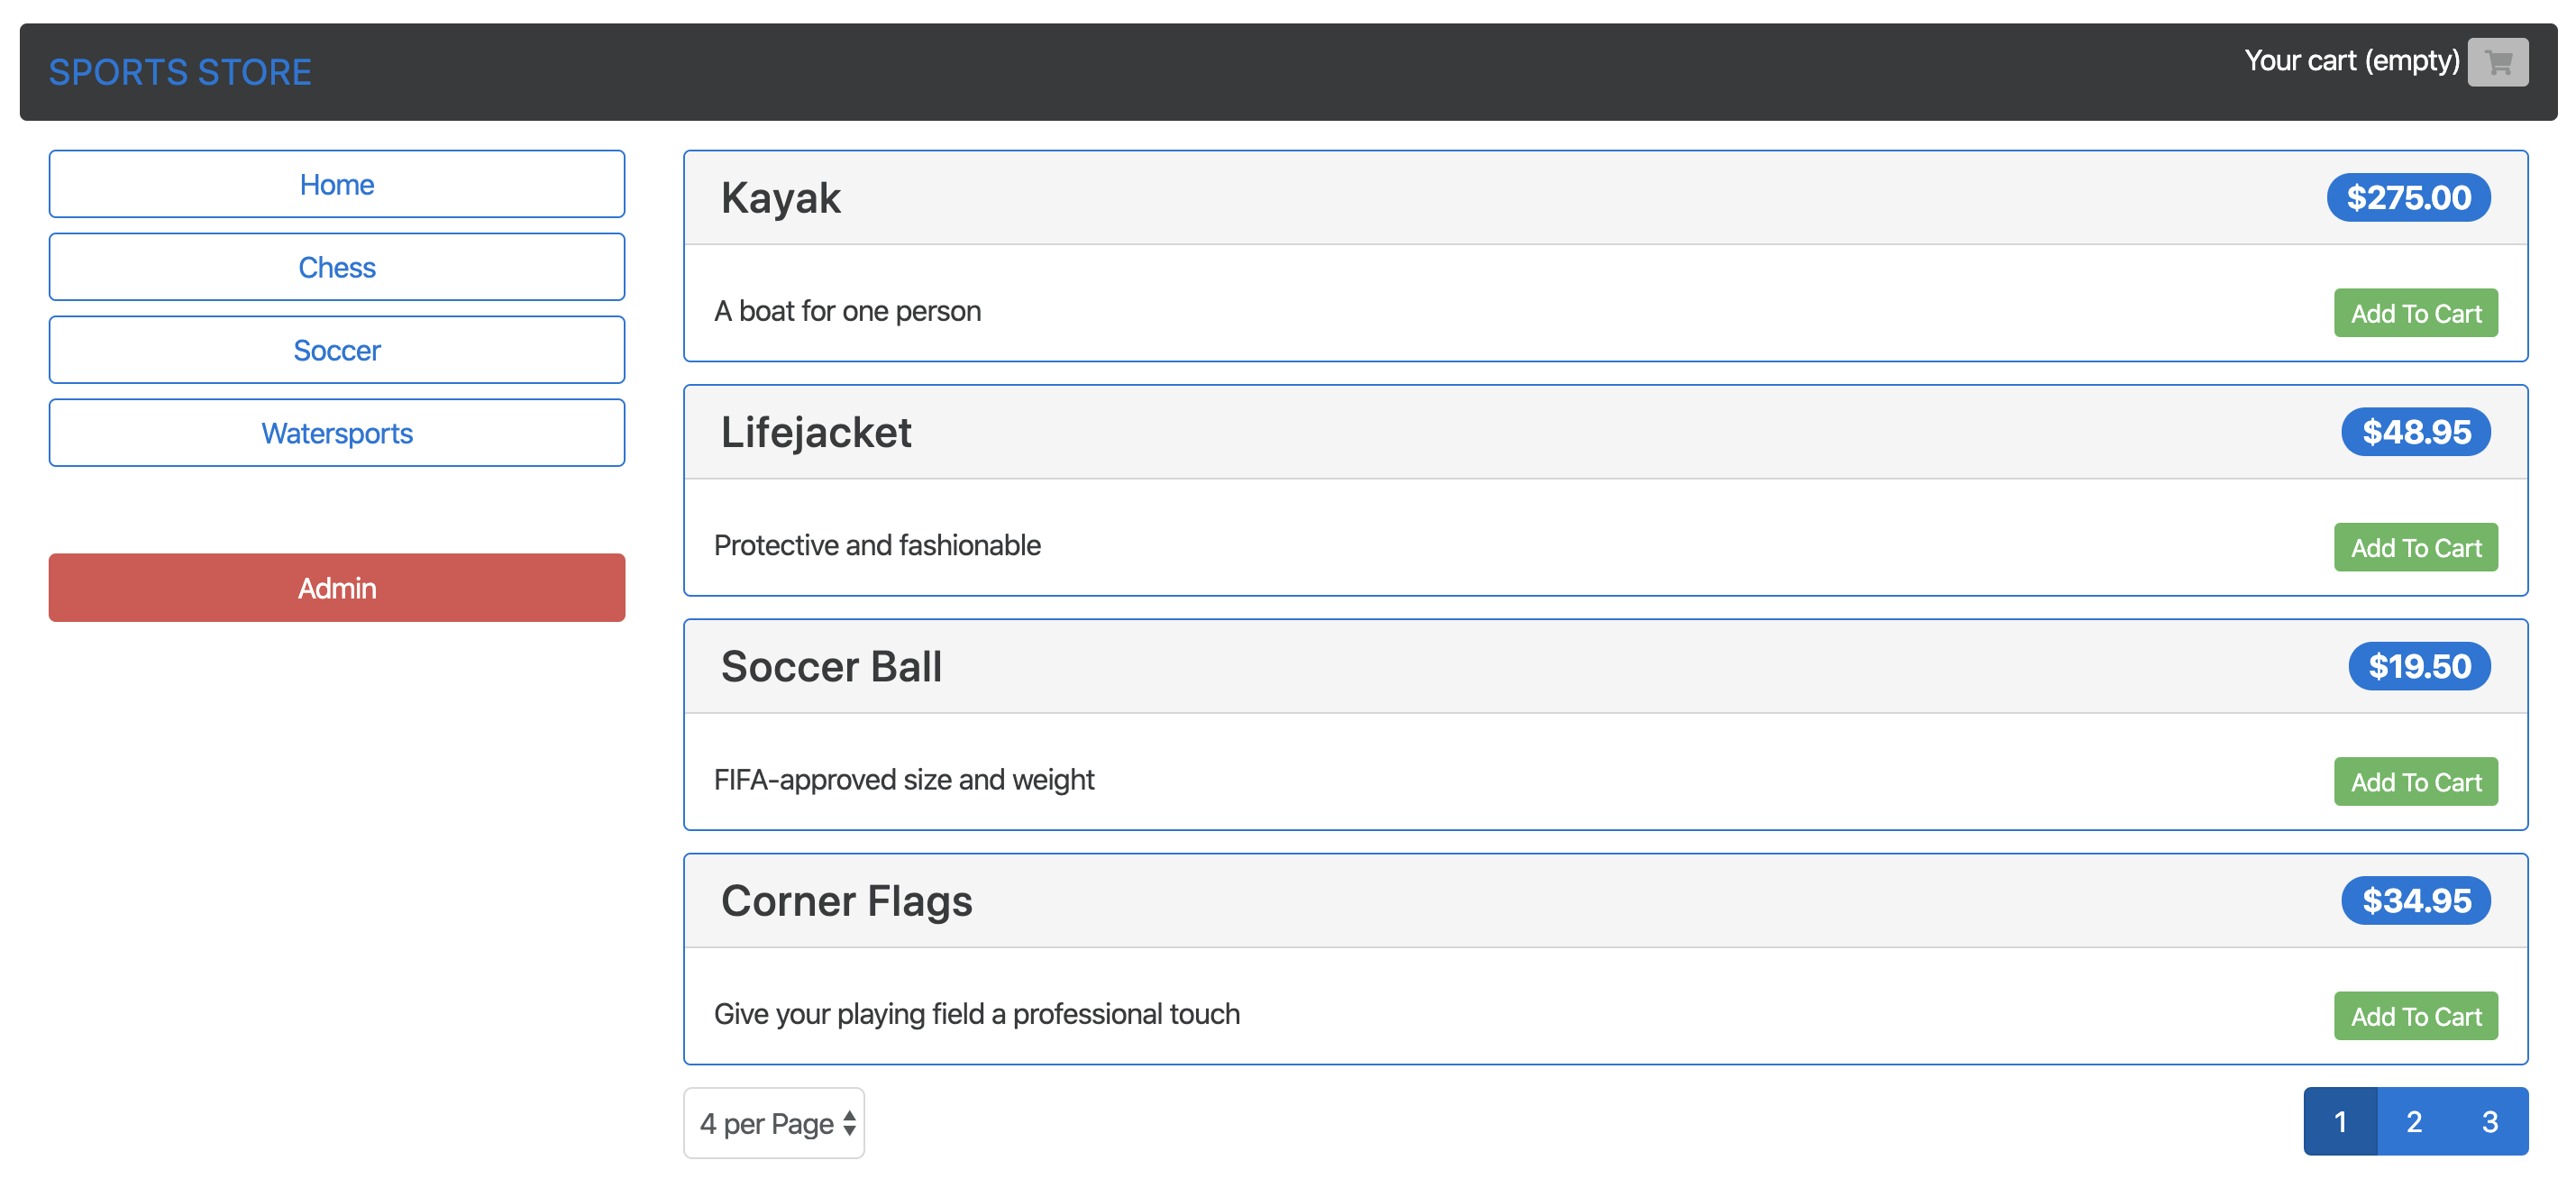 SPORTS STORE
Your cart (empty)
Home
Chess
Soccer
Watersports
Admin
Kayak
$275.00
A boat for one person
Add To Cart
Lifejacket
$48.95
Protective and fashionable
Add To Cart
Soccer Ball
$19.50
FIFA-approved size and weight
Add To Cart
Corner Flags
$34.95
Give your playing field a professional touch
Add To Cart
4 per Page
1 2 3